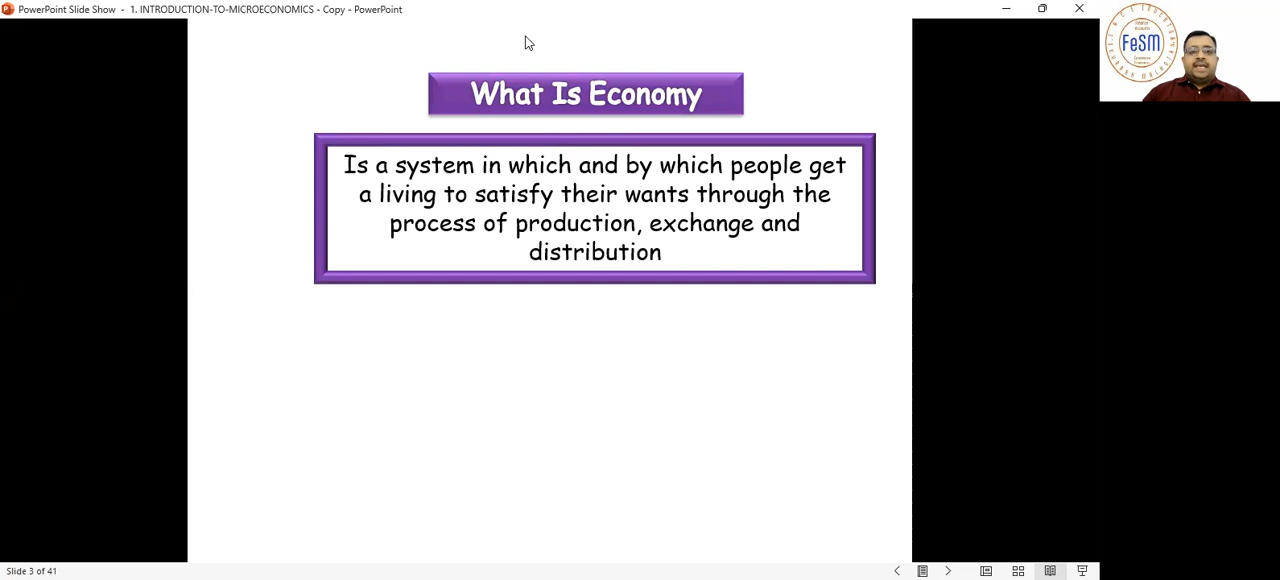 PowerPoint Slide Show - 1. INTRODUCTION-TO-MICROECONOMICS - Copy - PowerPoint
FeSM
What Is Economy
Is a system in which and by which people get
a living to satisfy their wants through the
process of production, exchange and
distribution
Slide 3 of 41